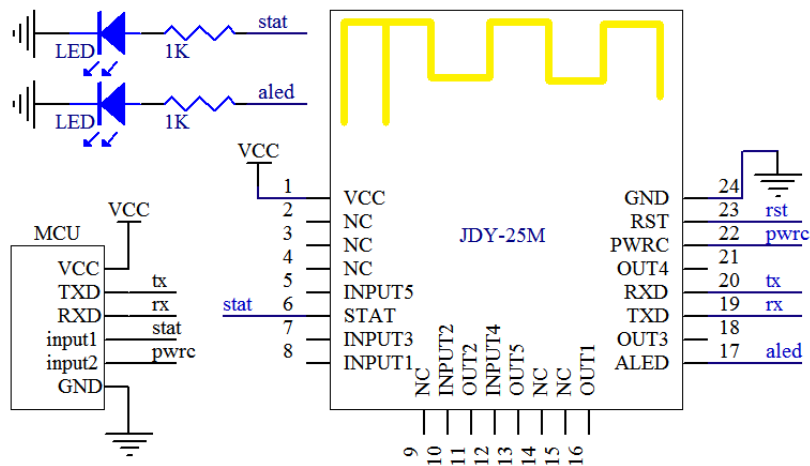 LED 1K stat
LED 1K aled
VCC
1 VCC
2 NC
3 NC
4 NC
5 INPUT5
stat 6 STAT
7 INPUT3
8 INPUT1
JDY-25M
GND 24
RST 23 rst
PWRC 22 pwrc
OUT4 21
RXD 20 tx
TXD 19 rx
OUT3 18
ALED 17 aled
NC 9
INPUT2 10
OUT2 11
INPUT4 12
OUT5 13
NC 14
NC 15
OUT1 16
MCU
VCC
VCC
TXD tx
RXD rx
input1 stat
input2 pwrc
GND